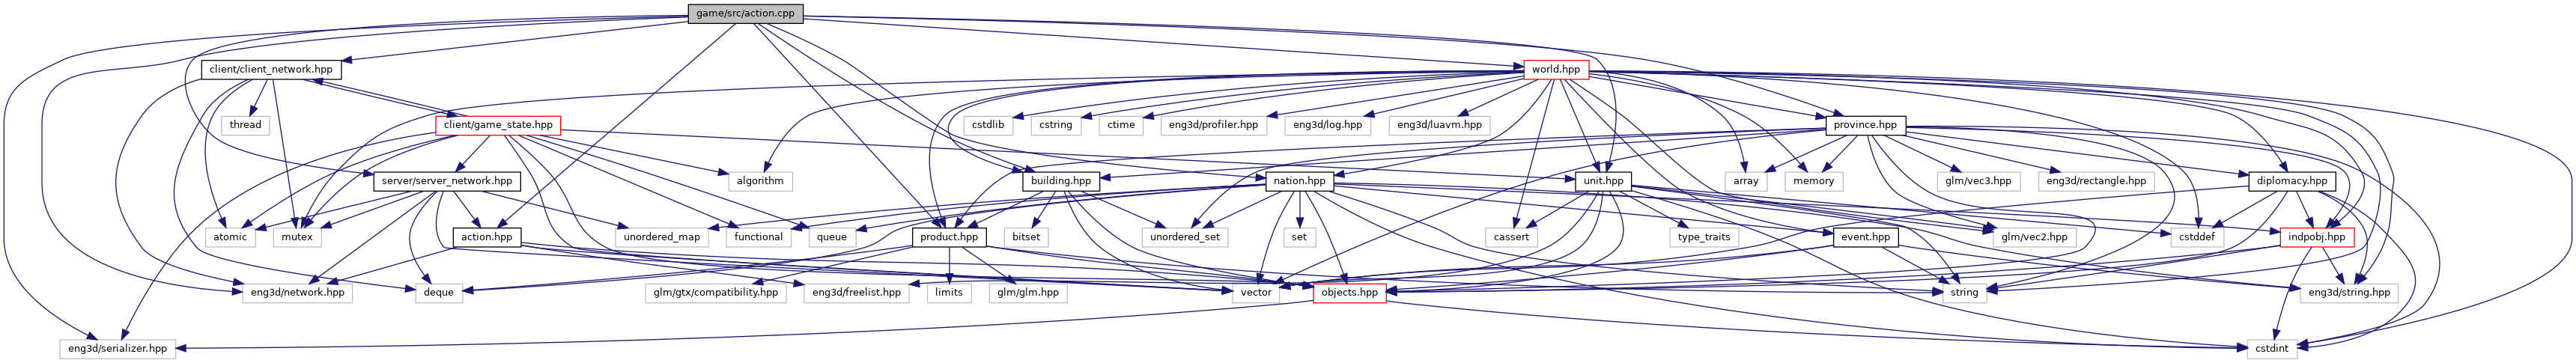 game/src/action.cpp
client/client_network.hpp
world.hpp
thread
client/game_state.hpp
cstdlib
cstring
ctime
eng3d/profiler.hpp
eng3d/log.hpp
eng3d/luavm.hpp
province.hpp
server/server_network.hpp
algorithm
building.hpp
nation.hpp
unit.hpp
array
memory
glm/vec3.hpp
eng3d/rectangle.hpp
diplomacy.hpp
atomic
mutex
action.hpp
unordered_map
functional
queue
product.hpp
bitset
unordered_set
set
cassert
type_traits
event.hpp
glm/vec2.hpp
cstddef
indpobj.hpp
eng3d/network.hpp
deque
glm/gtx/compatibility.hpp
eng3d/freelist.hpp
limits
glm/glm.hpp
vector
objects.hpp
string
eng3d/string.hpp
eng3d/serializer.hpp
cstdint